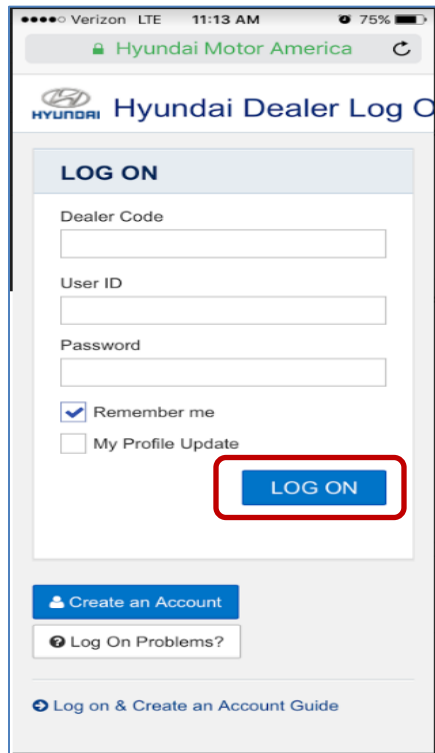 Verizon LTE 11:13 AM 75%
Hyundai Motor America
HYUNDAI Hyundai Dealer Log O
LOG ON
Dealer Code
User ID
Password
Remember me
My Profile Update
LOG ON
Create an Account
Log On Problems?
Log on & Create an Account Guide